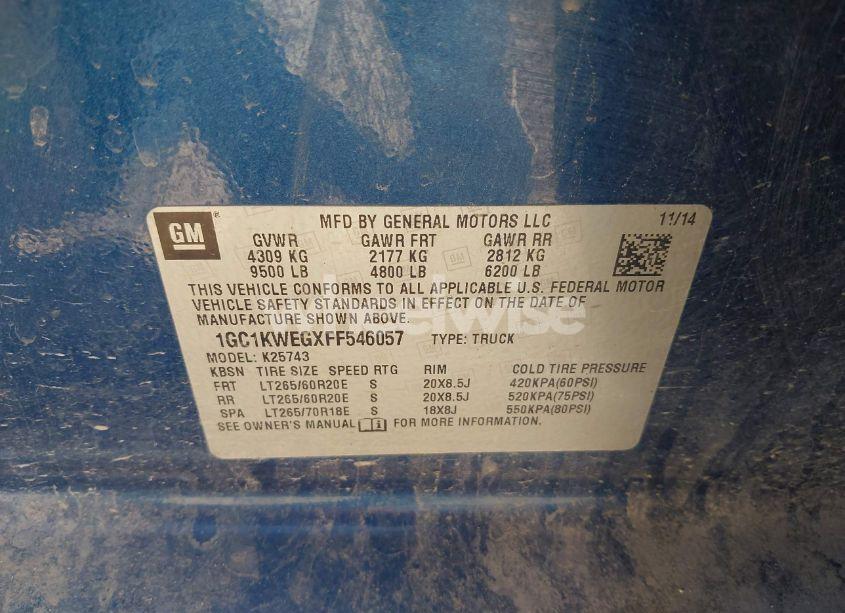 GM
MFD BY GENERAL MOTORS LLC 11/14
GVWR GAWR FRT GAWR RR
4309 KG 2177 KG 2812 KG
9500 LB 4800 LB 6200 LB
THIS VEHICLE CONFORMS TO ALL APPLICABLE U.S. FEDERAL MOTOR
VEHICLE SAFETY STANDARDS IN EFFECT ON THE DATE OF
MANUFACTURE SHOWN ABOVE.
1GC1KWEGXFF546057 TYPE: TRUCK
MODEL: K25743
KBSN TIRE SIZE SPEED RTG RIM COLD TIRE PRESSURE
FRT LT265/60R20E S 20X8.5J 420KPA(60PSI)
RR LT265/60R20E S 20X8.5J 520KPA(75PSI)
SPA LT265/70R18E S 18X8J 550KPA(80PSI)
SEE OWNER'S MANUAL FOR MORE INFORMATION.